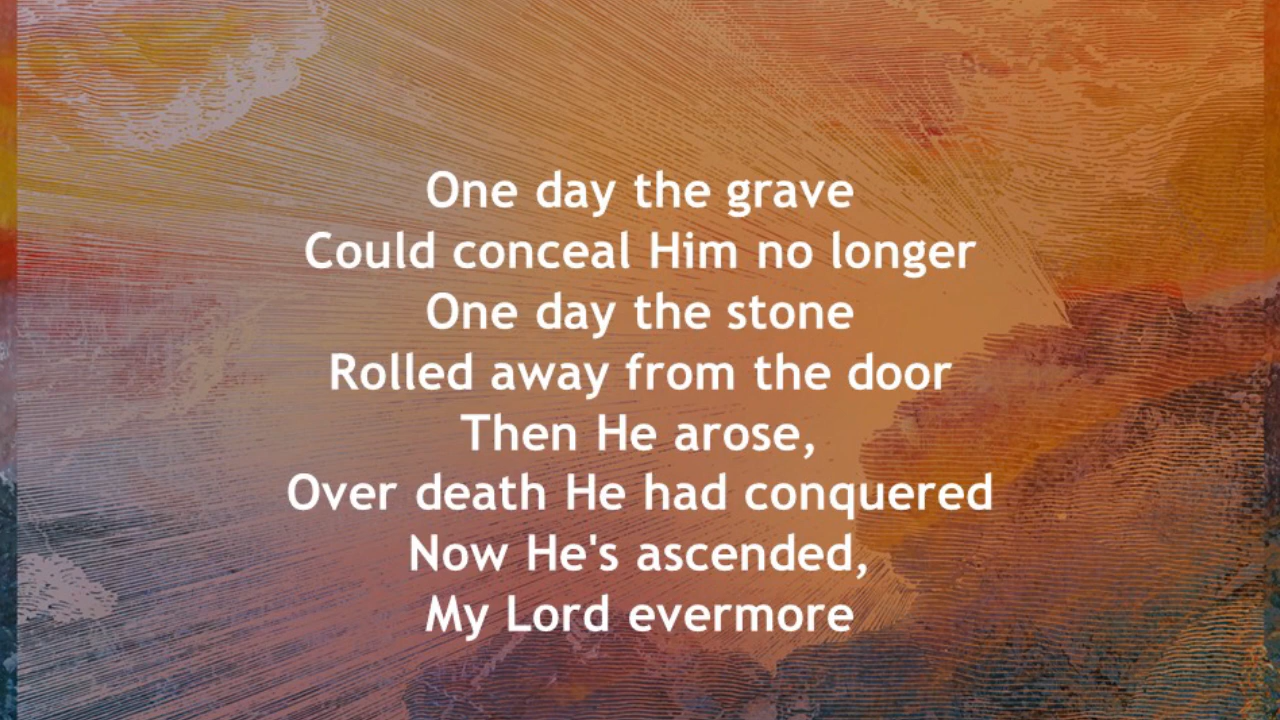 One day the grave
Could conceal Him no longer
One day the stone
Rolled away from the door
Then He arose,
Over death He had conquered
Now He's ascended,
My Lord evermore